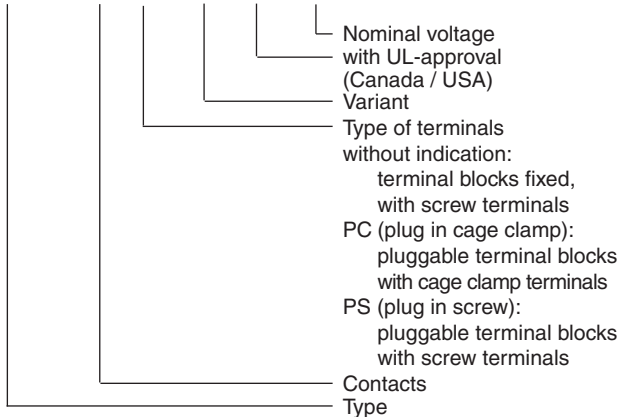 Nominal voltage
with UL-approval
(Canada / USA)
Variant
Type of terminals
without indication:
terminal blocks fixed,
with screw terminals
PC (plug in cage clamp):
pluggable terminal blocks
with cage clamp terminals
PS (plug in screw):
pluggable terminal blocks
with screw terminals
Contacts
Type